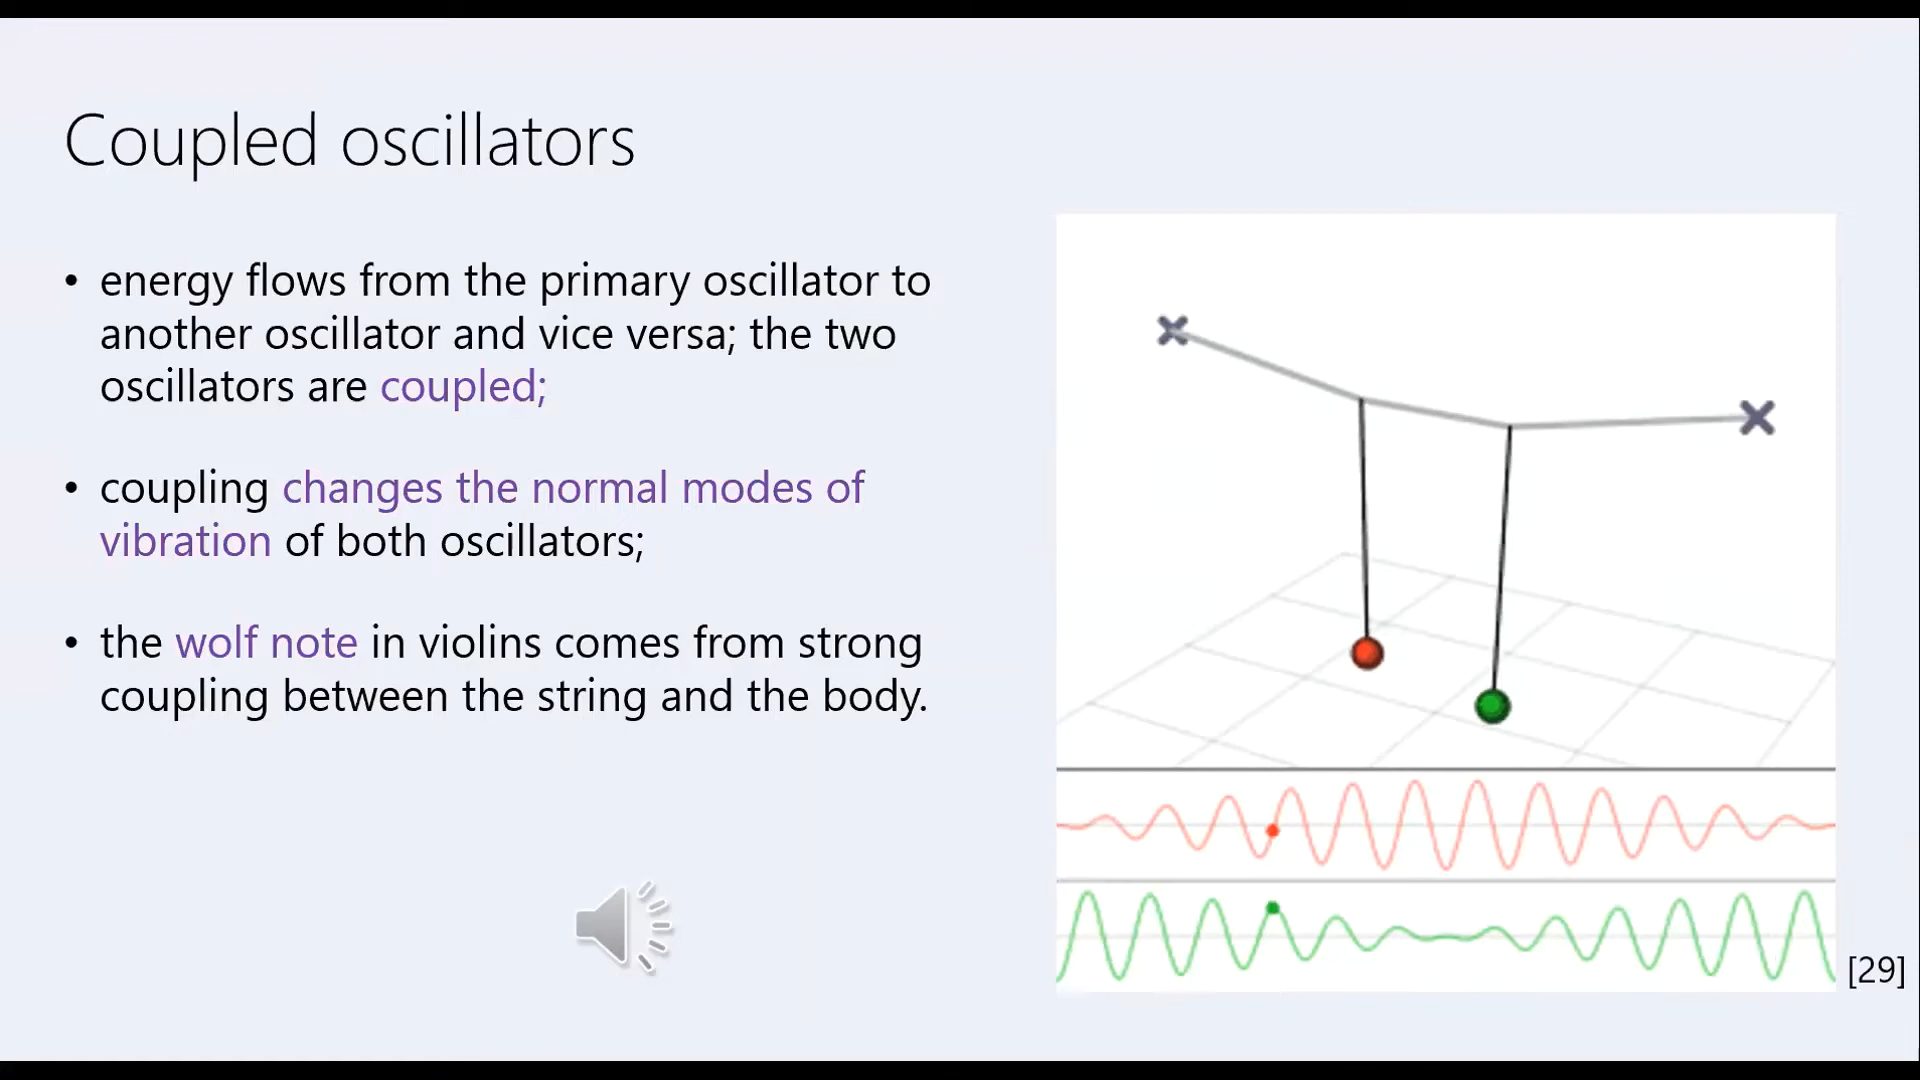 Coupled oscillators
• energy flows from the primary oscillator to
another oscillator and vice versa; the two
oscillators are coupled;
• coupling changes the normal modes of
vibration of both oscillators;
• the wolf note in violins comes from strong
coupling between the string and the body.
[29]